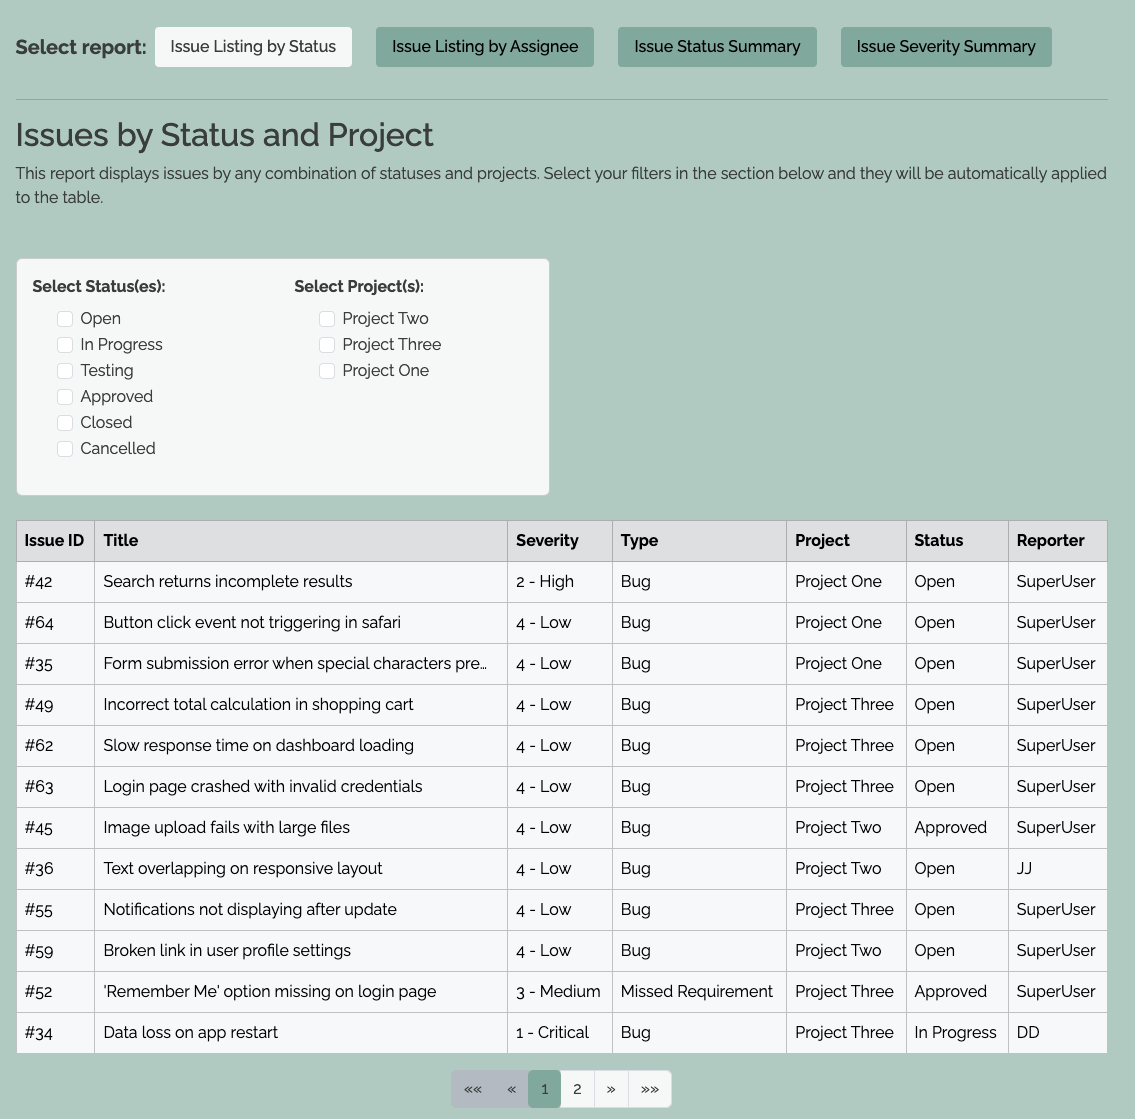 Select report: Issue Listing by Status Issue Listing by Assignee Issue Status Summary Issue Severity Summary
Issues by Status and Project
This report displays issues by any combination of statuses and projects. Select your filters in the section below and they will be automatically applied
to the table.
Select Status(es): Select Project(s):
Open Project Two
In Progress Project Three
Testing Project One
Approved
Closed
Cancelled
Issue ID Title Severity Type Project Status Reporter
#42 Search returns incomplete results 2 - High Bug Project One Open SuperUser
#64 Button click event not triggering in safari 4 - Low Bug Project One Open SuperUser
#35 Form submission error when special characters pre... 4 - Low Bug Project One Open SuperUser
#49 Incorrect total calculation in shopping cart 4 - Low Bug Project Three Open SuperUser
#62 Slow response time on dashboard loading 4 - Low Bug Project Three Open SuperUser
#63 Login page crashed with invalid credentials 4 - Low Bug Project Three Open SuperUser
#45 Image upload fails with large files 4 - Low Bug Project Two Approved SuperUser
#36 Text overlapping on responsive layout 4 - Low Bug Project Two Open JJ
#55 Notifications not displaying after update 4 - Low Bug Project Three Open SuperUser
#59 Broken link in user profile settings 4 - Low Bug Project Two Open SuperUser
#52 'Remember Me' option missing on login page 3 - Medium Missed Requirement Project Three Approved SuperUser
#34 Data loss on app restart 1 - Critical Bug Project Three In Progress DD
«« « 1 2 » »»